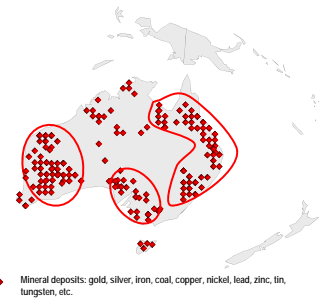 Mineral deposits: gold, silver, iron, coal, copper, nickel, lead, zinc, tin,
tungsten, etc.